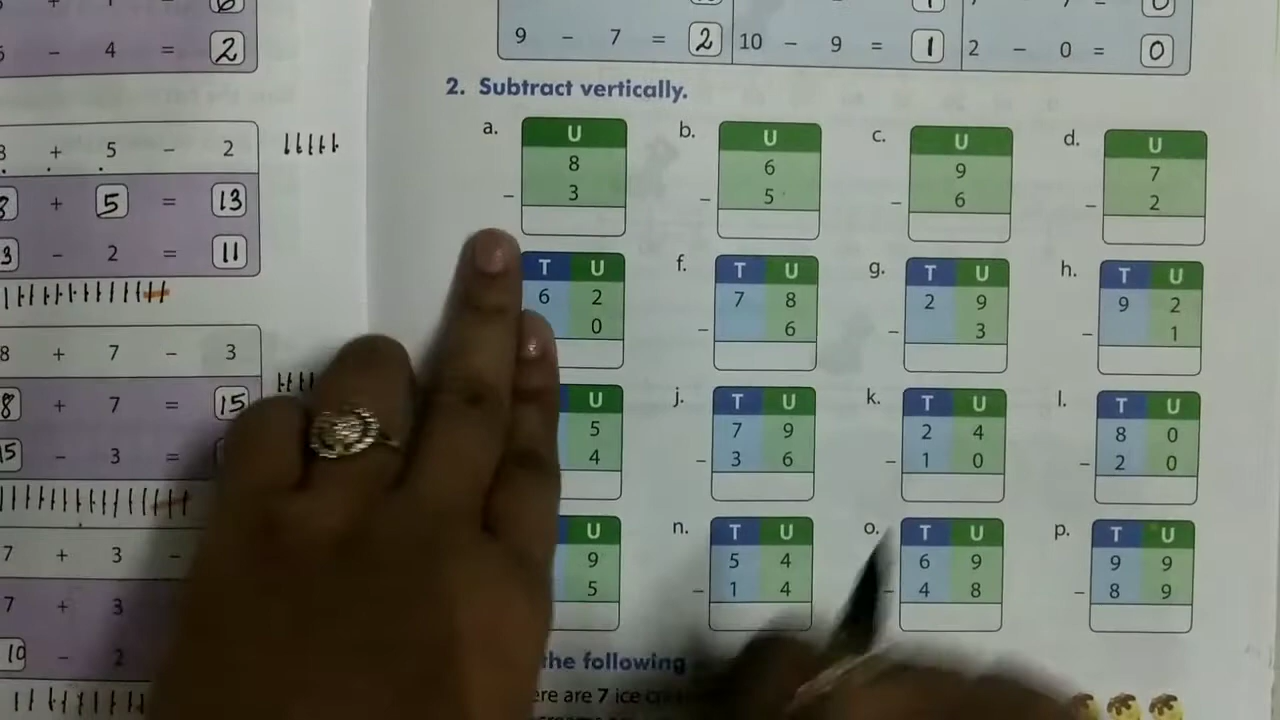 - 4 = 2
3 + 5 - 2
+ 5 = 13
3 - 2 = 11
8 + 7 - 3
8 + 7 = 15
15 - 3 =
7 + 3 -
7 + 3
10 - 2
9 - 7 = 2 10 - 9 = 1 2 - 0 = 0
2. Subtract vertically.
a. b. c. d.
U U U U
8 6 9 7
- 3 - 5 - 6 - 2
f. g. h.
T U T U T U T U
6 2 7 8 2 9 9 2
0 - 6 - 3 - 1
j. k. l.
U T U T U T U
5 7 9 2 4 8 0
4 - 3 6 - 1 0 - 2 0
n. o. p.
U T U T U T U
9 5 4 6 9 9 9
5 - 1 4 - 4 8 - 8 9
the following
are 7 ice